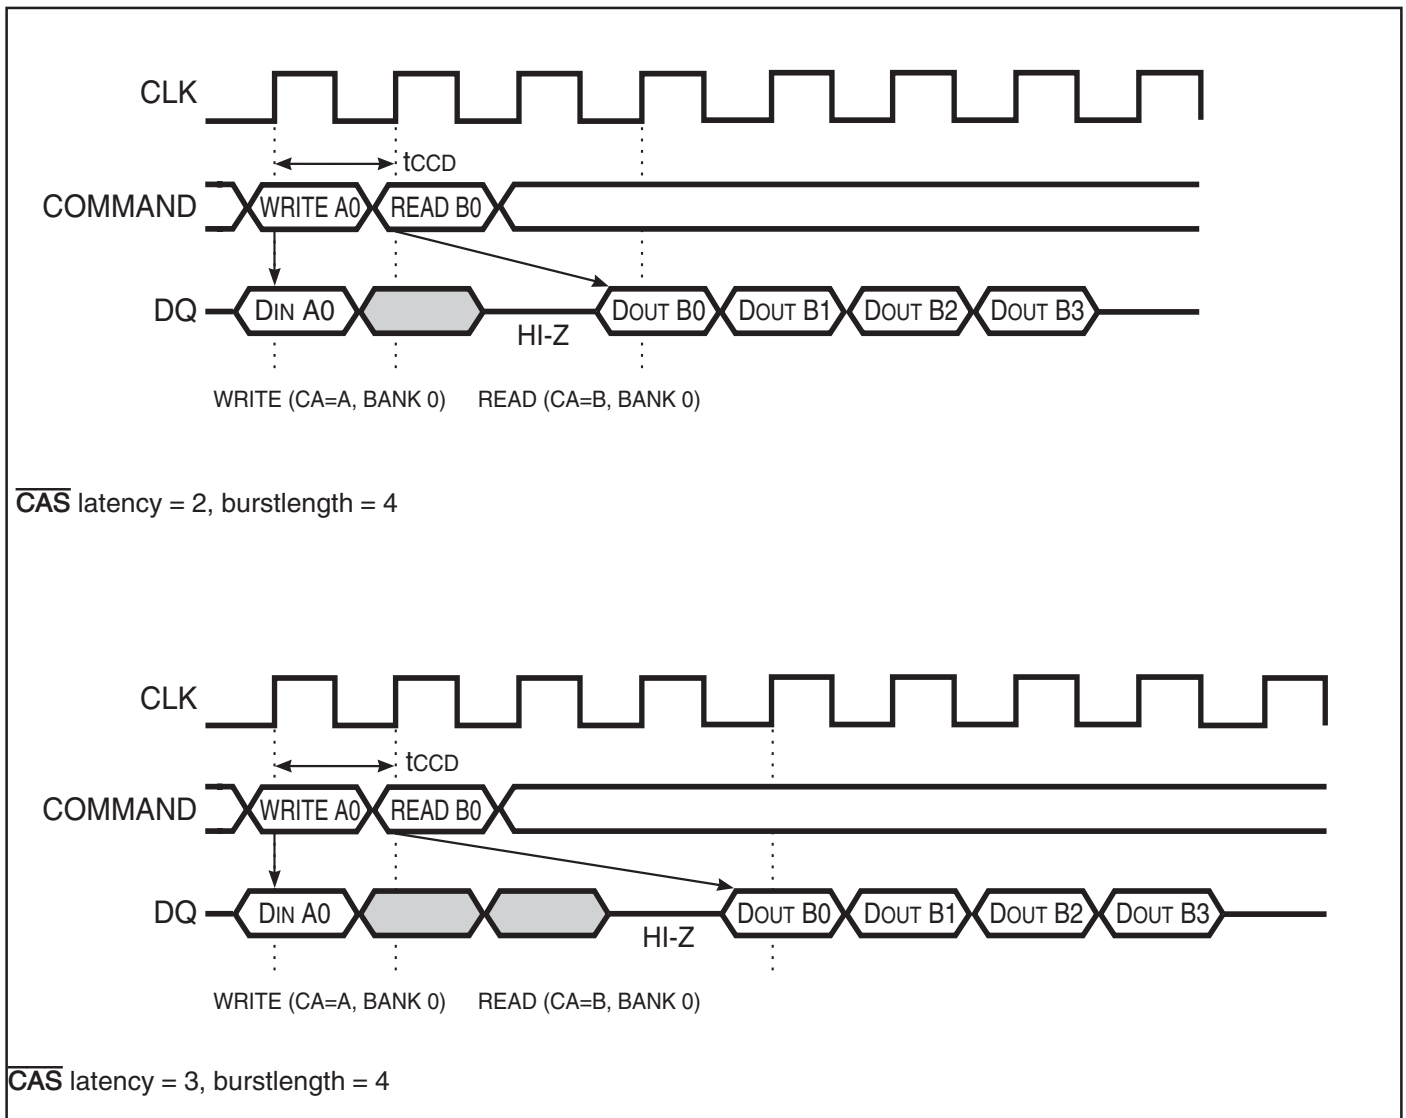 CLK
tCCD
COMMAND WRITE A0 READ B0
DQ DIN A0 DOUT B0 DOUT B1 DOUT B2 DOUT B3
HI-Z
WRITE (CA=A, BANK 0) READ (CA=B, BANK 0)
CAS latency = 2, burstlength = 4
CLK
tCCD
COMMAND WRITE A0 READ B0
DQ DIN A0 DOUT B0 DOUT B1 DOUT B2 DOUT B3
HI-Z
WRITE (CA=A, BANK 0) READ (CA=B, BANK 0)
CAS latency = 3, burstlength = 4